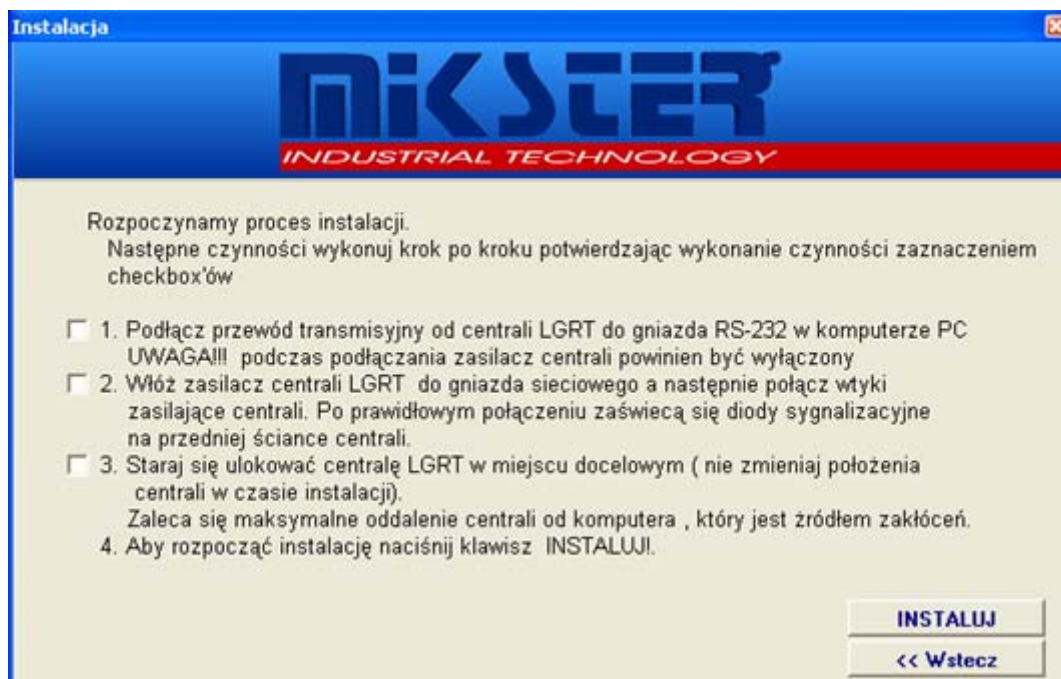 Instalacja
MIKSTER
INDUSTRIAL TECHNOLOGY
Rozpoczynamy proces instalacji.
Następne czynności wykonuj krok po kroku potwierdzając wykonanie czynności zaznaczeniem
checkbox'ów
1. Podłącz przewód transmisyjny od centrali LGRT do gniazda RS-232 w komputerze PC
UWAGA!!! podczas podłączania zasilacz centrali powinien być wyłączony
2. Włóż zasilacz centrali LGRT do gniazda sieciowego a następnie połącz wtyki
zasilające centrali. Po prawidłowym połączeniu zaświecą się diody sygnalizacyjne
na przedniej ściance centrali.
3. Staraj się ulokować centralę LGRT w miejscu docelowym ( nie zmieniaj położenia
centrali w czasie instalacji).
Zaleca się maksymalne oddalenie centrali od komputera , który jest żródłem zakłóceń.
4. Aby rozpocząć instalację naciśnij klawisz INSTALUJ!.
INSTALUJ
<< Wstecz